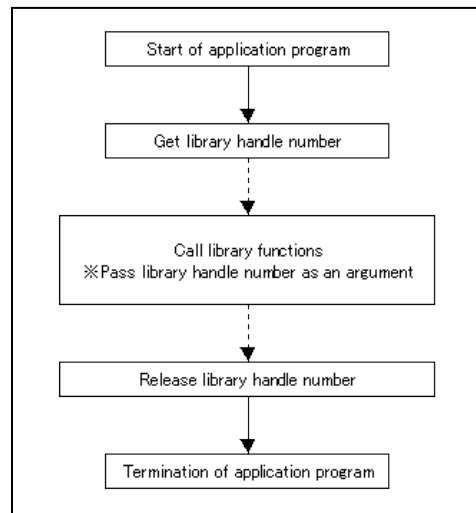 Start of application program
Get library handle number
Call library functions
※Pass library handle number as an argument
Release library handle number
Termination of application program